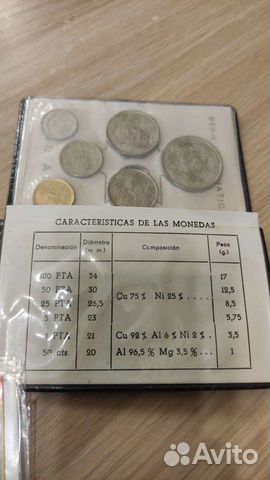 CARACTERISTICAS DE LAS MONEDAS
Denominación Diámetro (m m.) Composición Peso (g.)
100 PTA 34 17
50 PTA 30 12,5
25 PTA 26,5 Cu 75 % Ni 25 % .... 8,5
5 PTA 23 5,75
1 PTA 21 Cu 92 % Al 6 % Ni 2 % . 3,5
50 cts. 20 Al 96,5 % Mg 3,5 % ... 1
Avito